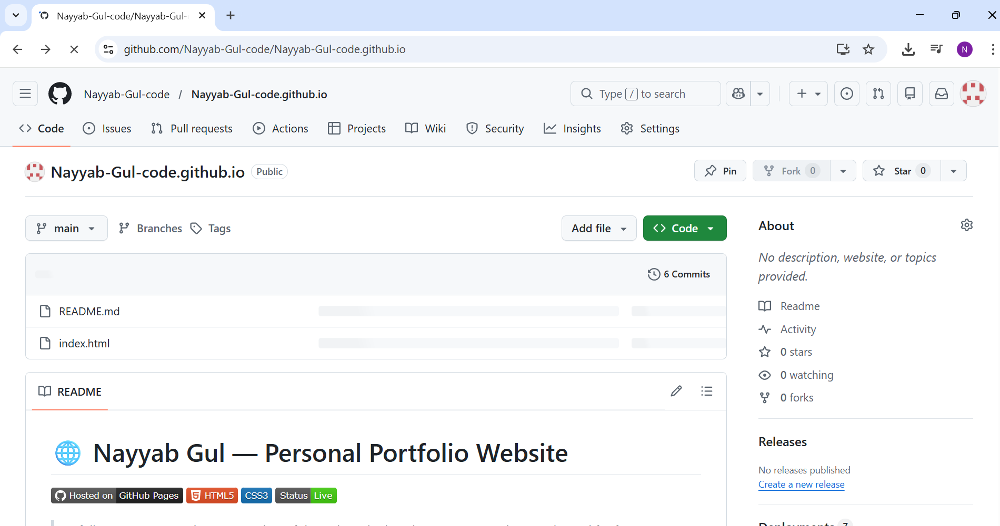 Nayyab-Gul-code/Nayyab-Gul-
github.com/Nayyab-Gul-code/Nayyab-Gul-code.github.io
N
Nayyab-Gul-code / Nayyab-Gul-code.github.io
Type / to search
Code Issues Pull requests Actions Projects Wiki Security Insights Settings
Nayyab-Gul-code.github.io Public
Pin Fork 0 Star 0
main Branches Tags
Add file Code
About
No description, website, or topics
provided.
6 Commits
README.md
index.html
Readme
Activity
0 stars
0 watching
0 forks
README
Releases
No releases published
Create a new release
Nayyab Gul — Personal Portfolio Website
Hosted on GitHub Pages HTML5 CSS3 Status Live
Deployments 7